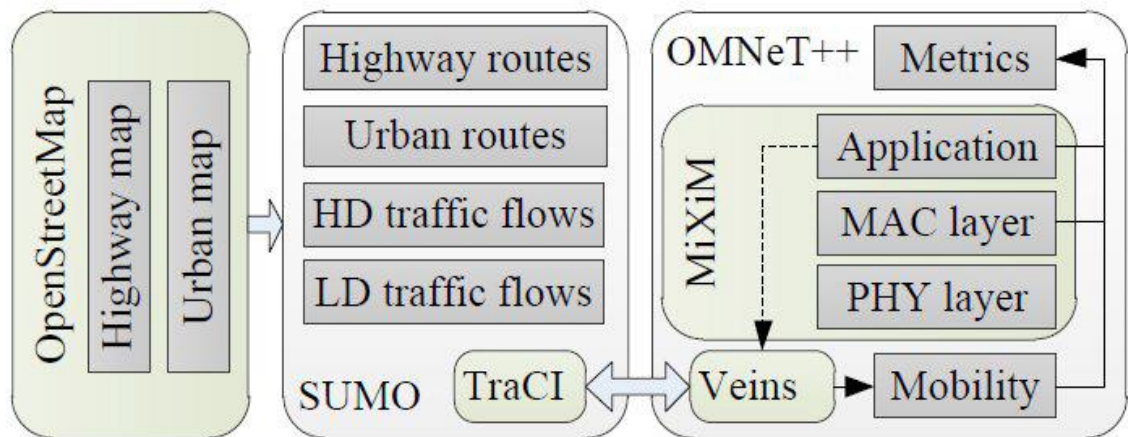 OpenStreetMap
Highway map
Urban map
Highway routes
Urban routes
HD traffic flows
LD traffic flows
SUMO
TraCI
OMNeT++
Metrics
MiXiM
Application
MAC layer
PHY layer
Veins
Mobility